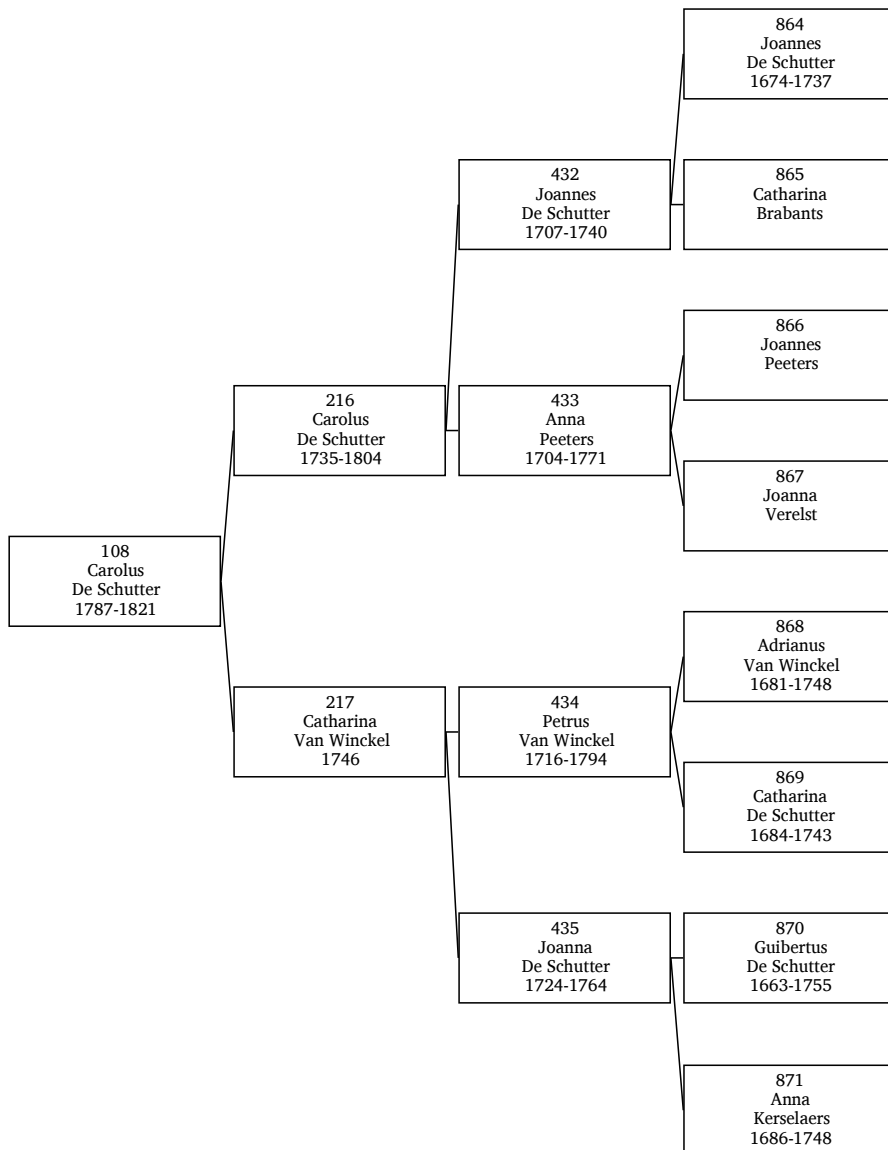 864
Joannes
De Schutter
1674-1737
432
Joannes
De Schutter
1707-1740
865
Catharina
Brabants
866
Joannes
Peeters
216
Carolus
De Schutter
1735-1804
433
Anna
Peeters
1704-1771
867
Joanna
Verelst
108
Carolus
De Schutter
1787-1821
868
Adrianus
Van Winckel
1681-1748
217
Catharina
Van Winckel
1746
434
Petrus
Van Winckel
1716-1794
869
Catharina
De Schutter
1684-1743
435
Joanna
De Schutter
1724-1764
870
Guibertus
De Schutter
1663-1755
871
Anna
Kerselaers
1686-1748